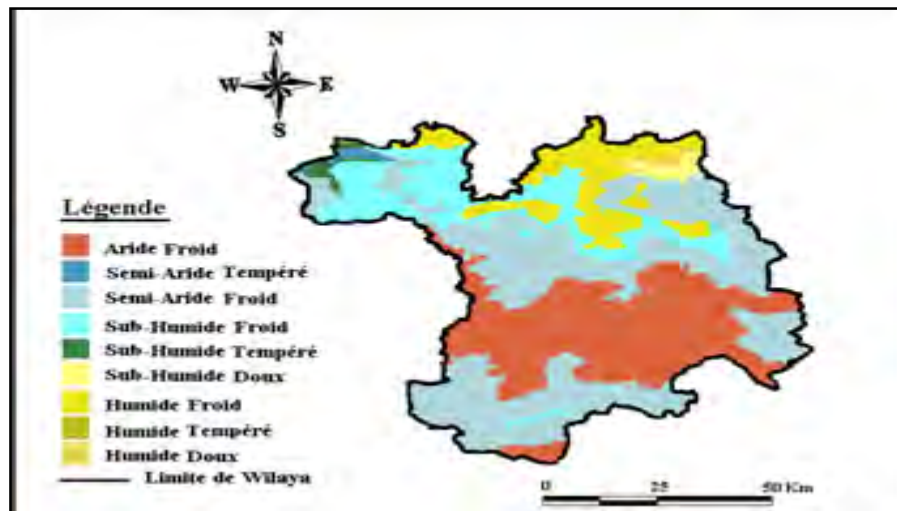 N
W E
S
Légende
Aride Froid
Semi-Aride Tempéré
Semi-Aride Froid
Sub-Humide Froid
Sub-Humide Tempéré
Sub-Humide Doux
Humide Froid
Humide Tempéré
Humide Doux
Limite de Wilaya
0 25 50 Km